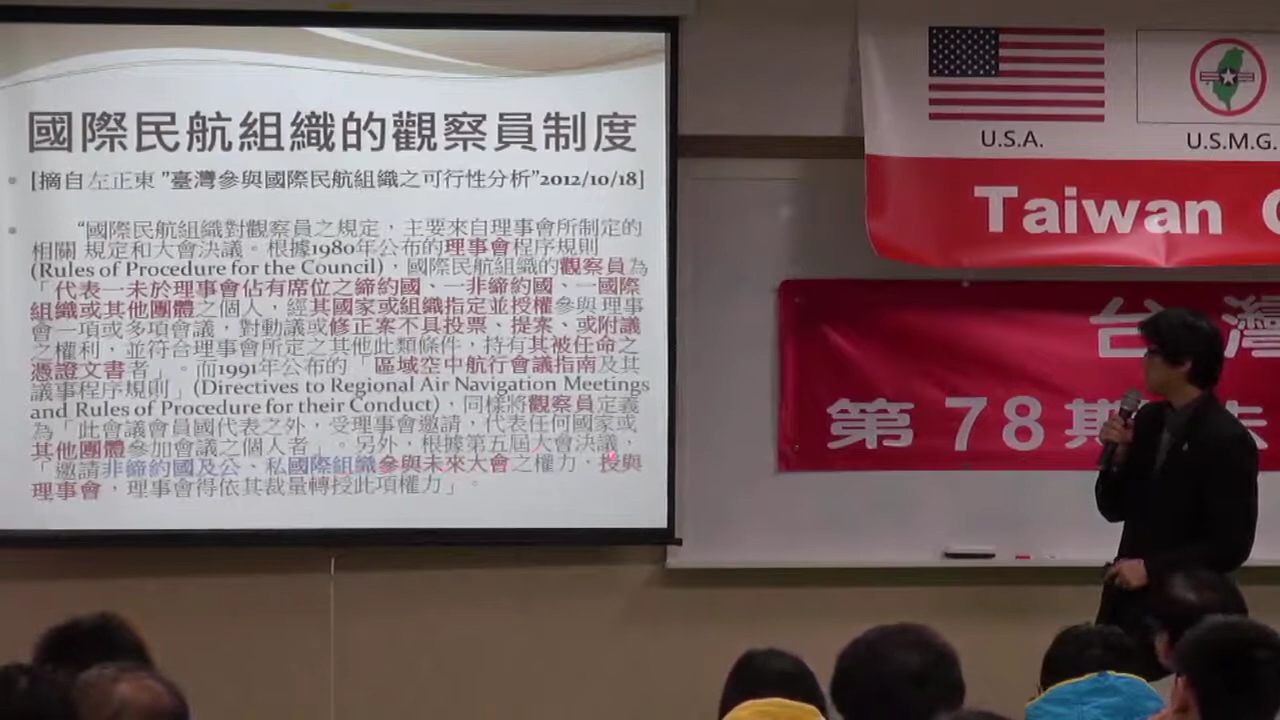 國際民航組織的觀察員制度
[摘自左正東 "臺灣參與國際民航組織之可行性分析"2012/10/18]
“國際民航組織對觀察員之規定，主要來自理事會所制定的
相關 規定和大會決議。根據1980年公布的理事會程序規則
(Rules of Procedure for the Council)，國際民航組織的觀察員為
「代表一未於理事會佔有席位之締約國、一非締約國、一國際
組織或其他團體之個人，經其國家或組織指定並授權參與理事
會一項或多項會議，對動議或修正案不具投票、提案、或附議
之權利，並符合理事會所定之其他此類條件，持有其被任命之
憑證文書者」。而1991年公布的「區域空中航行會議指南及其
議事程序規則」(Directives to Regional Air Navigation Meetings
and Rules of Procedure for their Conduct)，同樣將觀察員定義
為「此會議會員國代表之外，受理事會邀請，代表任何國家或
其他團體參加會議之個人者」。另外，根據第五屆大會決議，
「邀請非締約國及公、私國際組織參與未來大會之權力，授與
理事會，理事會得依其裁量轉授此項權力」。
U.S.A.
U.S.M.G.
Taiwan
台灣
第 78 期